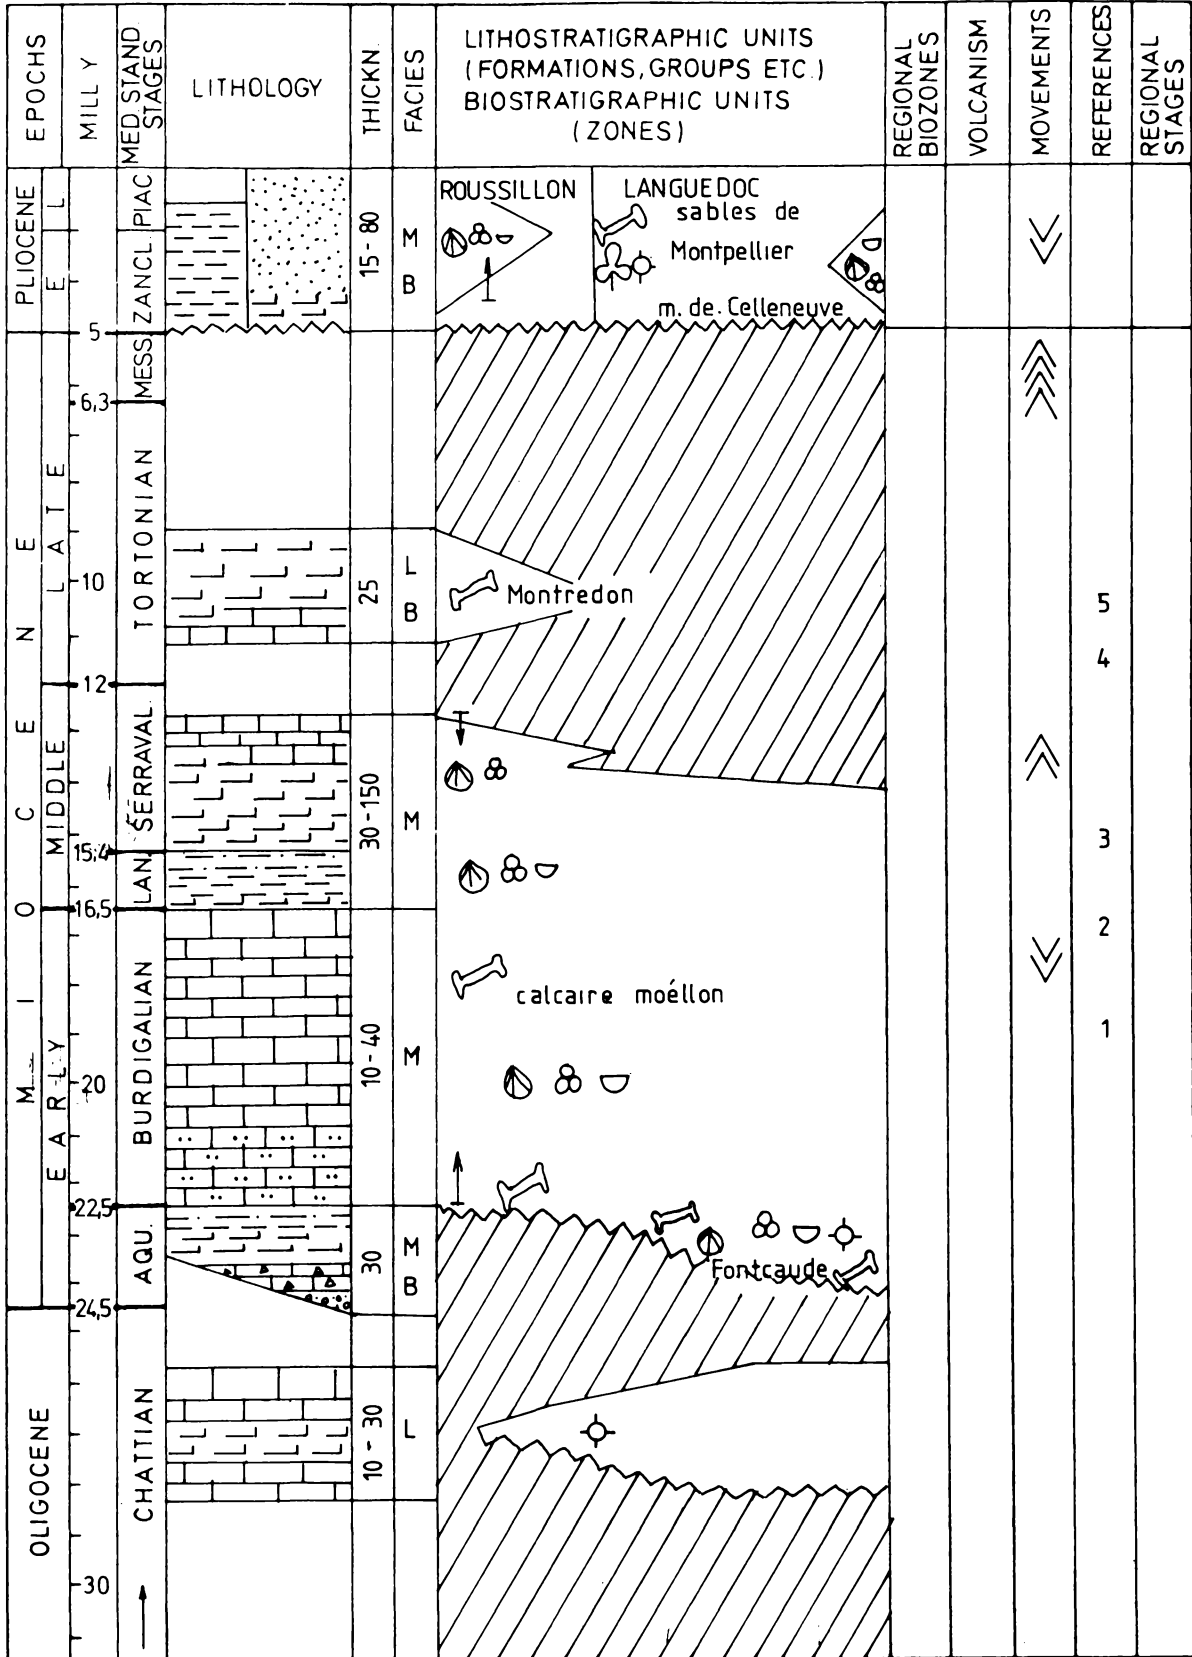 EPOCHS
MILL Y
MED. STAND
STAGES
LITHOLOGY
THICKN.
FACIES
LITHOSTRATIGRAPHIC UNITS
(FORMATIONS, GROUPS ETC.)
BIOSTRATIGRAPHIC UNITS
(ZONES)
REGIONAL
BIOZONES
VOLCANISM
MOVEMENTS
REFERENCES
REGIONAL
STAGES
PLIOCENE
E L
PIAC
ZANCL.
15-80
M
B
ROUSSILLON
LANGUEDOC
sables de
Montpellier
m. de. Celleneuve
5
MESS.
6,3
MIOCENE
LATE
TORTONIAN
10
25
L
B
Montredon
5
4
12
MIDDLE
SERRAVAL.
30-150
M
3
15,4
LAN.
16,5
2
EARLY
BURDIGALIAN
10-40
M
calcaire moéllon
1
20
22,5
AQU.
30
M
B
Fontcaude
24,5
OLIGOCENE
CHATTIAN
10-30
L
30